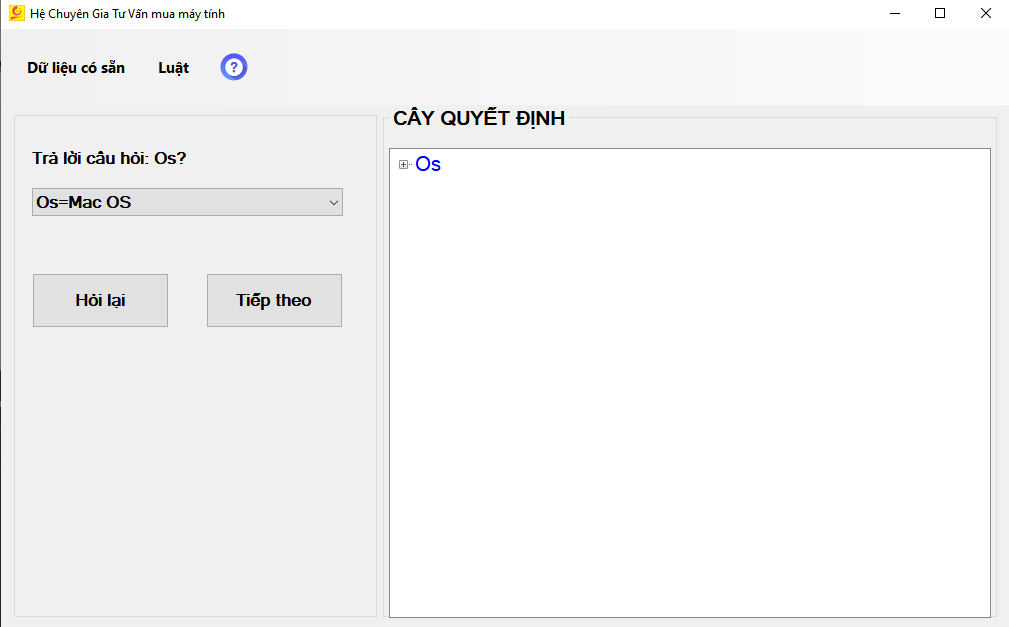 Hệ Chuyên Gia Tư Vấn mua máy tính
Dữ liệu có sẵn Luật ?
CÂY QUYẾT ĐỊNH
Trả lời câu hỏi: Os?
Os
Os=Mac OS
Hỏi lại Tiếp theo